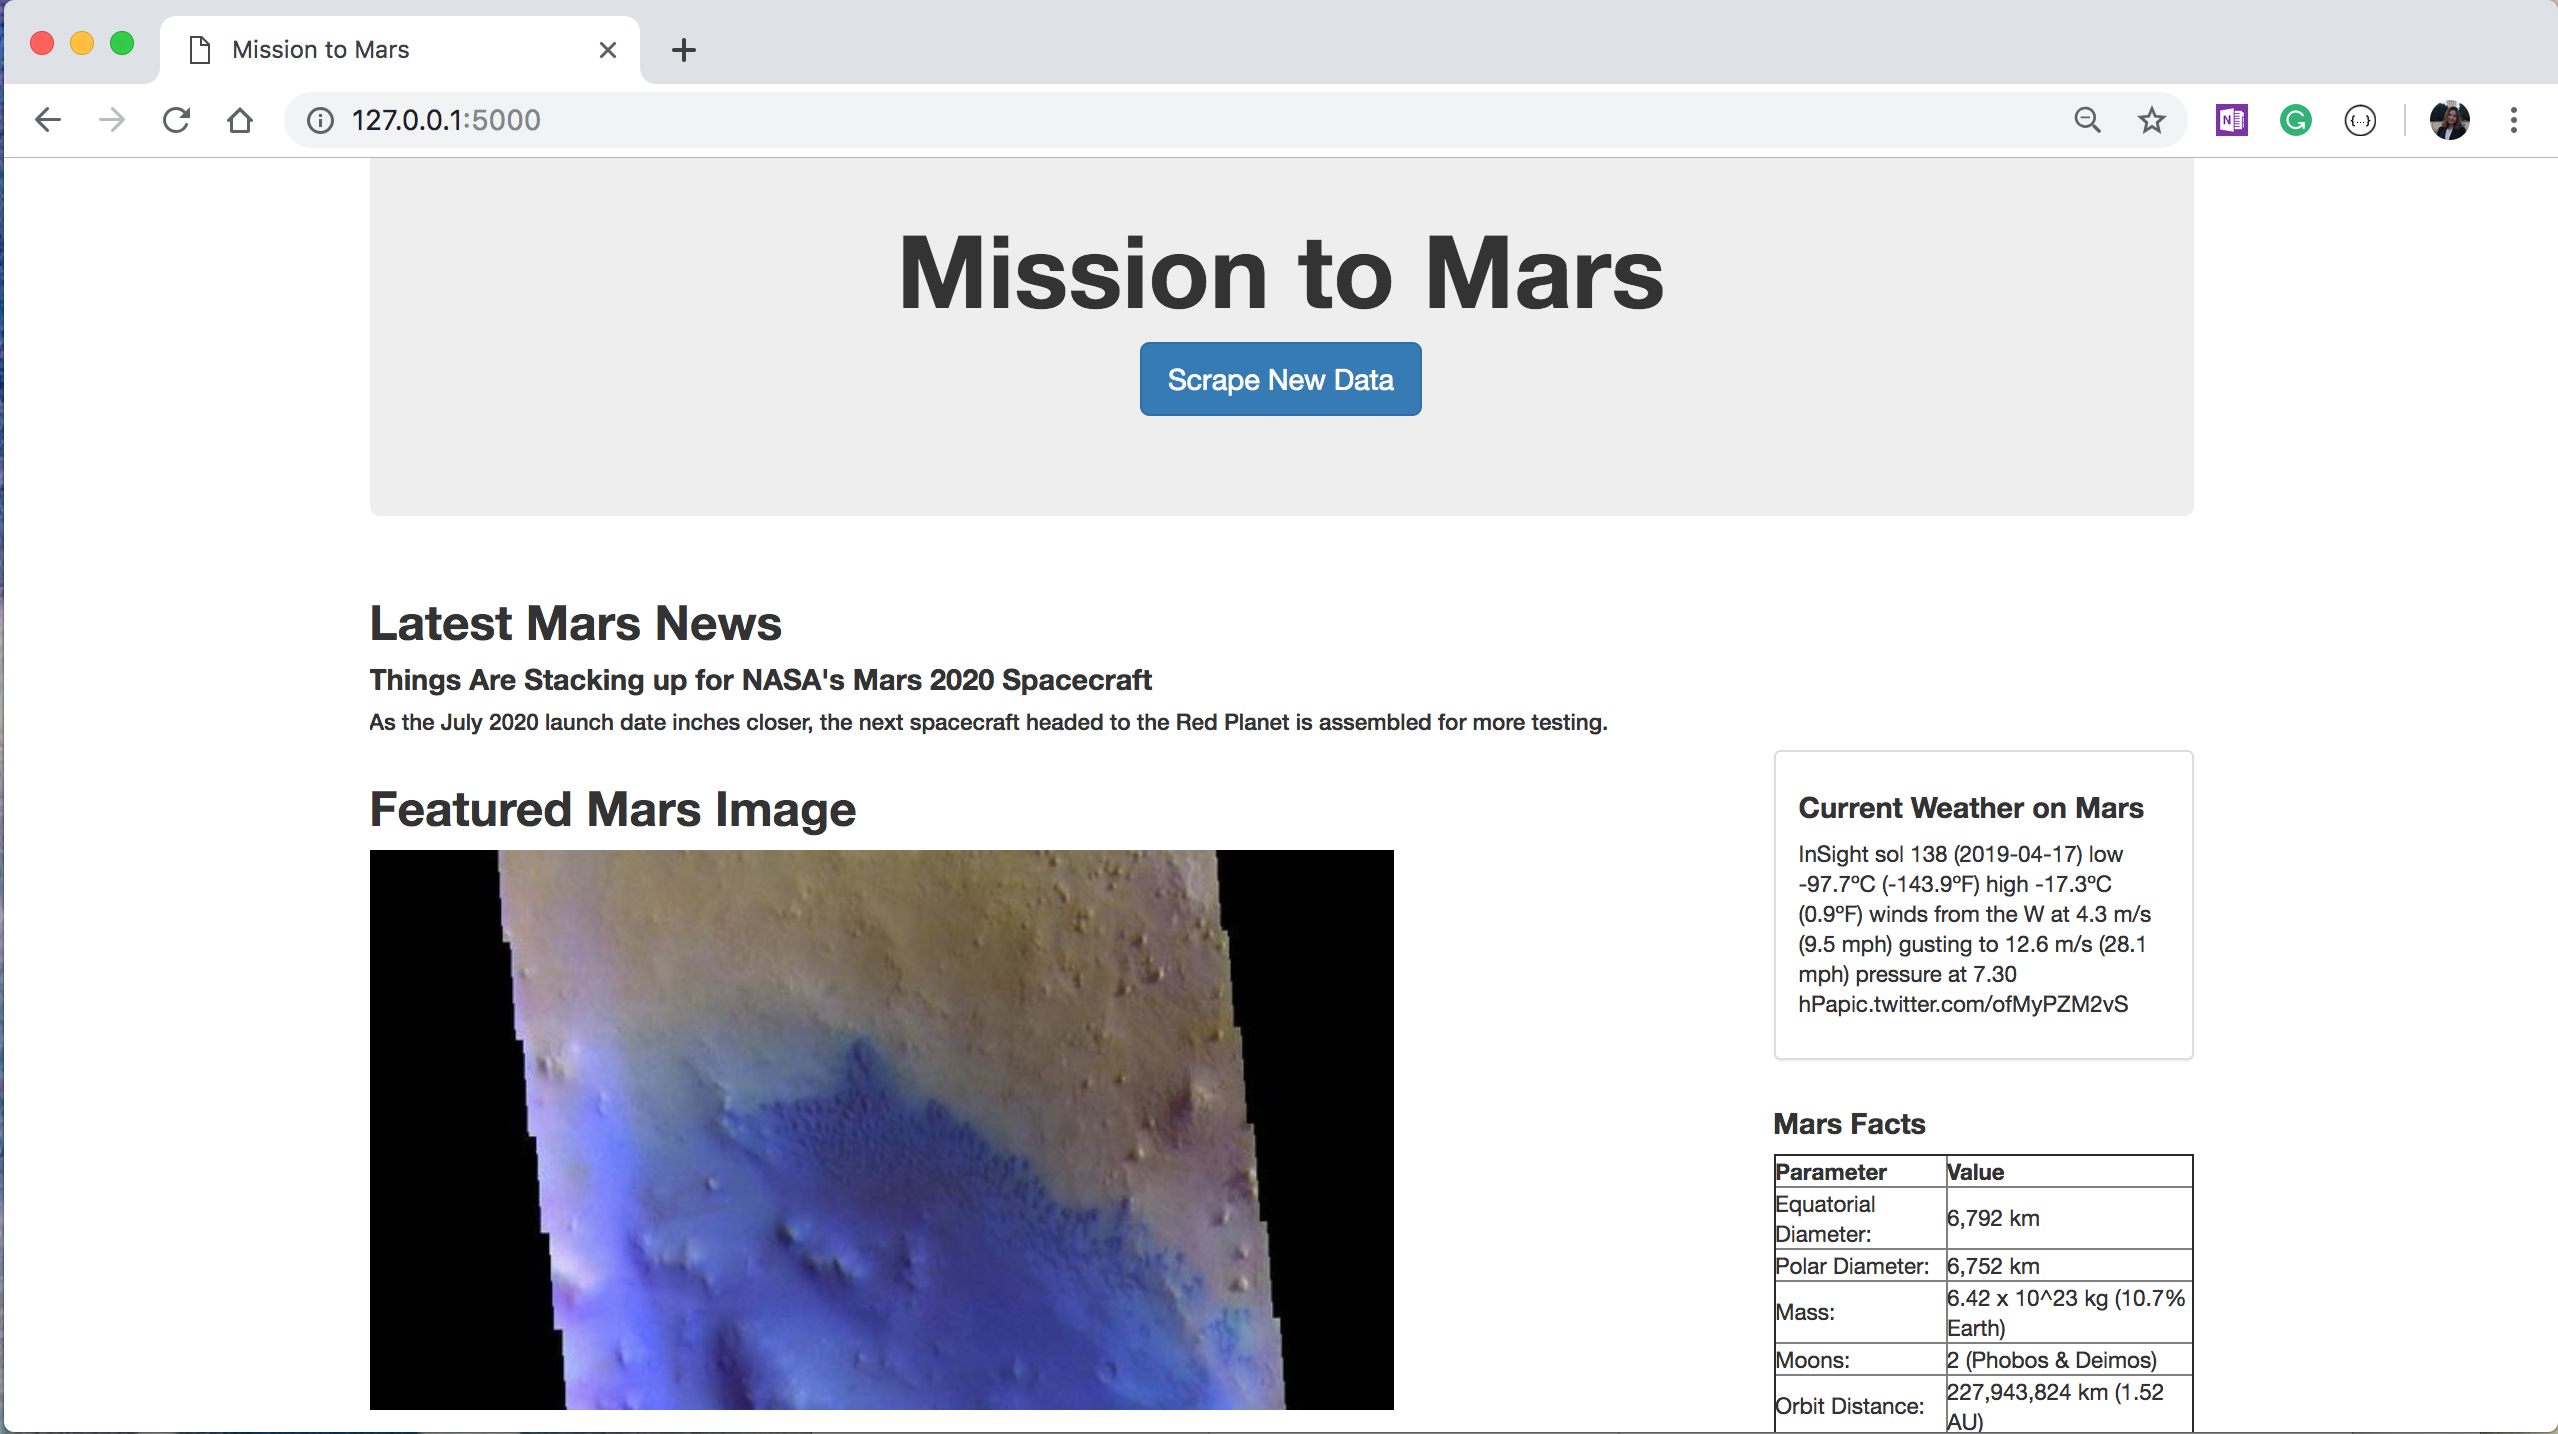 Mission to Mars
127.0.0.1:5000
Mission to Mars
Scrape New Data
Latest Mars News
Things Are Stacking up for NASA's Mars 2020 Spacecraft
As the July 2020 launch date inches closer, the next spacecraft headed to the Red Planet is assembled for more testing.
Featured Mars Image
Current Weather on Mars
InSight sol 138 (2019-04-17) low
-97.7ºC (-143.9ºF) high -17.3ºC
(0.9ºF) winds from the W at 4.3 m/s
(9.5 mph) gusting to 12.6 m/s (28.1
mph) pressure at 7.30
hPapic.twitter.com/ofMyPZM2vS
Mars Facts
Parameter Value
Equatorial
Diameter: 6,792 km
Polar Diameter: 6,752 km
Mass: 6.42 x 10^23 kg (10.7%
Earth)
Moons: 2 (Phobos & Deimos)
Orbit Distance: 227,943,824 km (1.52
AU)